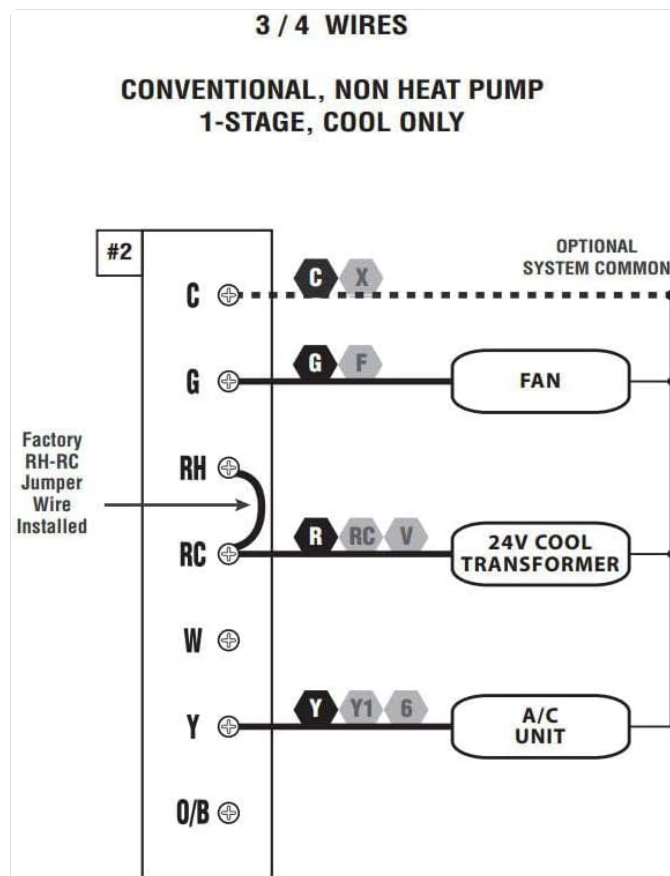 3 / 4 WIRES
CONVENTIONAL, NON HEAT PUMP
1-STAGE, COOL ONLY
#2
OPTIONAL
SYSTEM COMMON
C
C X
G
G F
FAN
Factory
RH-RC
Jumper
Wire
Installed
RH
RC
R RC V
24V COOL
TRANSFORMER
W
Y
Y Y1 6
A/C
UNIT
O/B